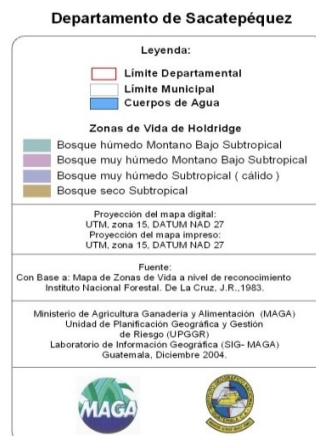 Departamento de Sacatepéquez
Leyenda:
Límite Departamental
Límite Municipal
Cuerpos de Agua
Zonas de Vida de Holdridge
Bosque húmedo Montano Bajo Subtropical
Bosque muy húmedo Montano Bajo Subtropical
Bosque muy húmedo Subtropical ( cálido )
Bosque seco Subtropical
Proyección del mapa digital:
UTM, zona 15, DATUM NAD 27
Proyección del mapa impreso:
UTM, zona 15, DATUM NAD 27
Fuente:
Con Base a: Mapa de Zonas de Vida a nivel de reconocimiento
Instituto Nacional Forestal. De La Cruz, J.R.,1983.
Ministerio de Agricultura Ganadería y Alimentación (MAGA)
Unidad de Planificación Geográfica y Gestión
de Riesgo (UPGGR)
Laboratorio de Información Geográfica (SIG- MAGA)
Guatemala, Diciembre 2004.
MAGA